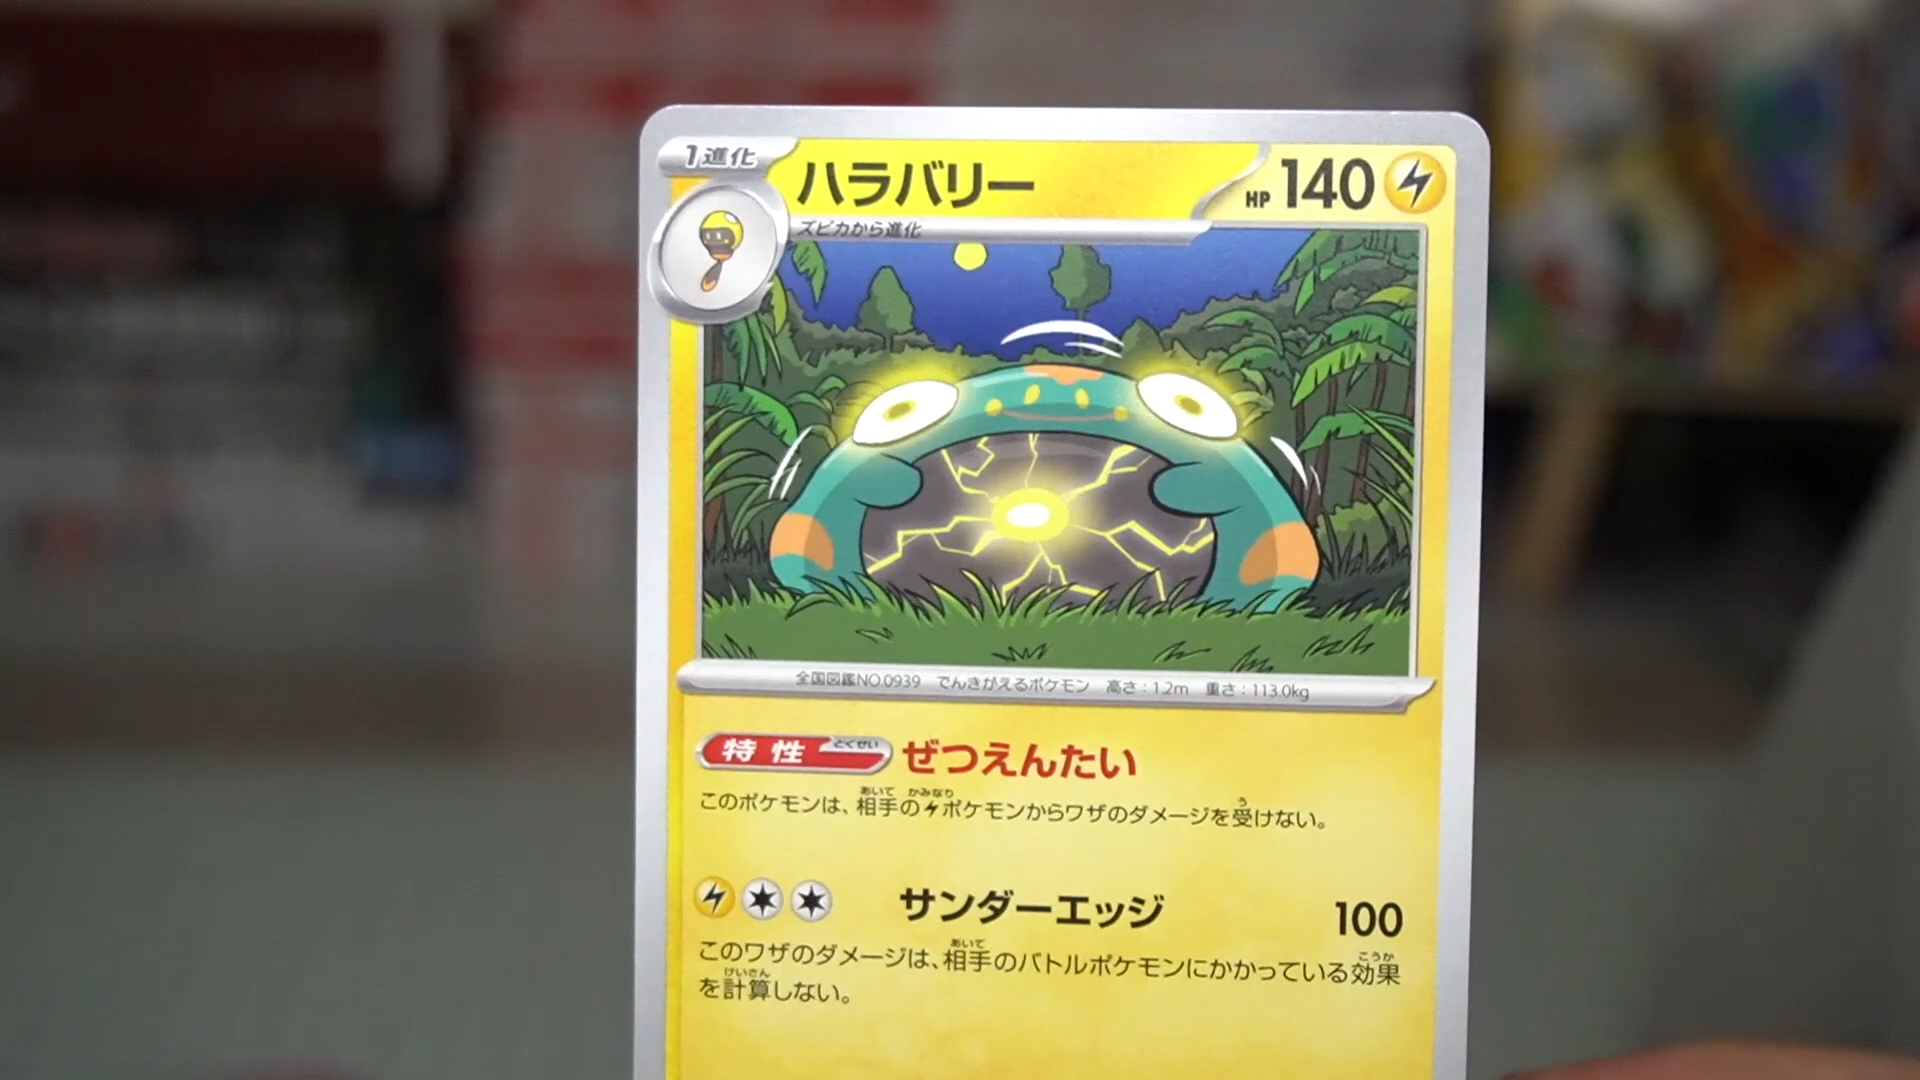 1進化
ハラバリー
HP 140
ズピカから進化
全国図鑑NO.0939 でんきがえるポケモン 高さ:1.2m 重さ:113.0kg
特性 とくせい ぜつえんたい
あいて かみなり う
このポケモンは、相手のポケモンからワザのダメージを受けない。
サンダーエッジ 100
あいて こうか
このワザのダメージは、相手のバトルポケモンにかかっている効果
けいさん
を計算しない。